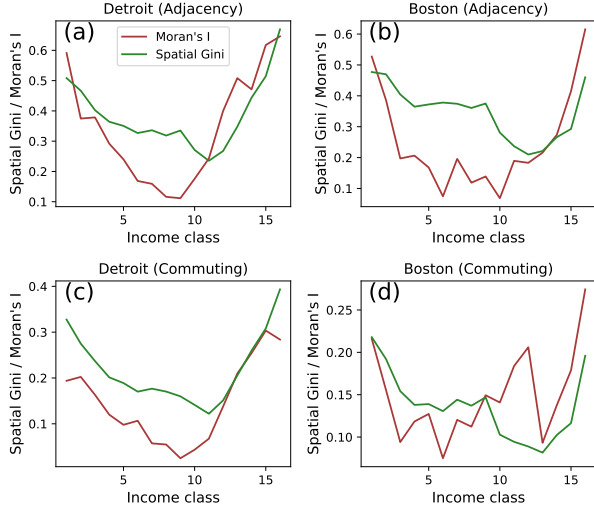 Detroit (Adjacency)
(a)
Moran's I
Spatial Gini
0.6
0.5
0.4
0.3
0.2
0.1
Spatial Gini / Moran's I
5
10
15
Income class
Boston (Adjacency)
(b)
0.6
0.5
0.4
0.3
0.2
0.1
Spatial Gini / Moran's I
5
10
15
Income class
Detroit (Commuting)
(c)
0.4
0.3
0.2
0.1
Spatial Gini / Moran's I
5
10
15
Income class
Boston (Commuting)
(d)
0.25
0.20
0.15
0.10
Spatial Gini / Moran's I
5
10
15
Income class